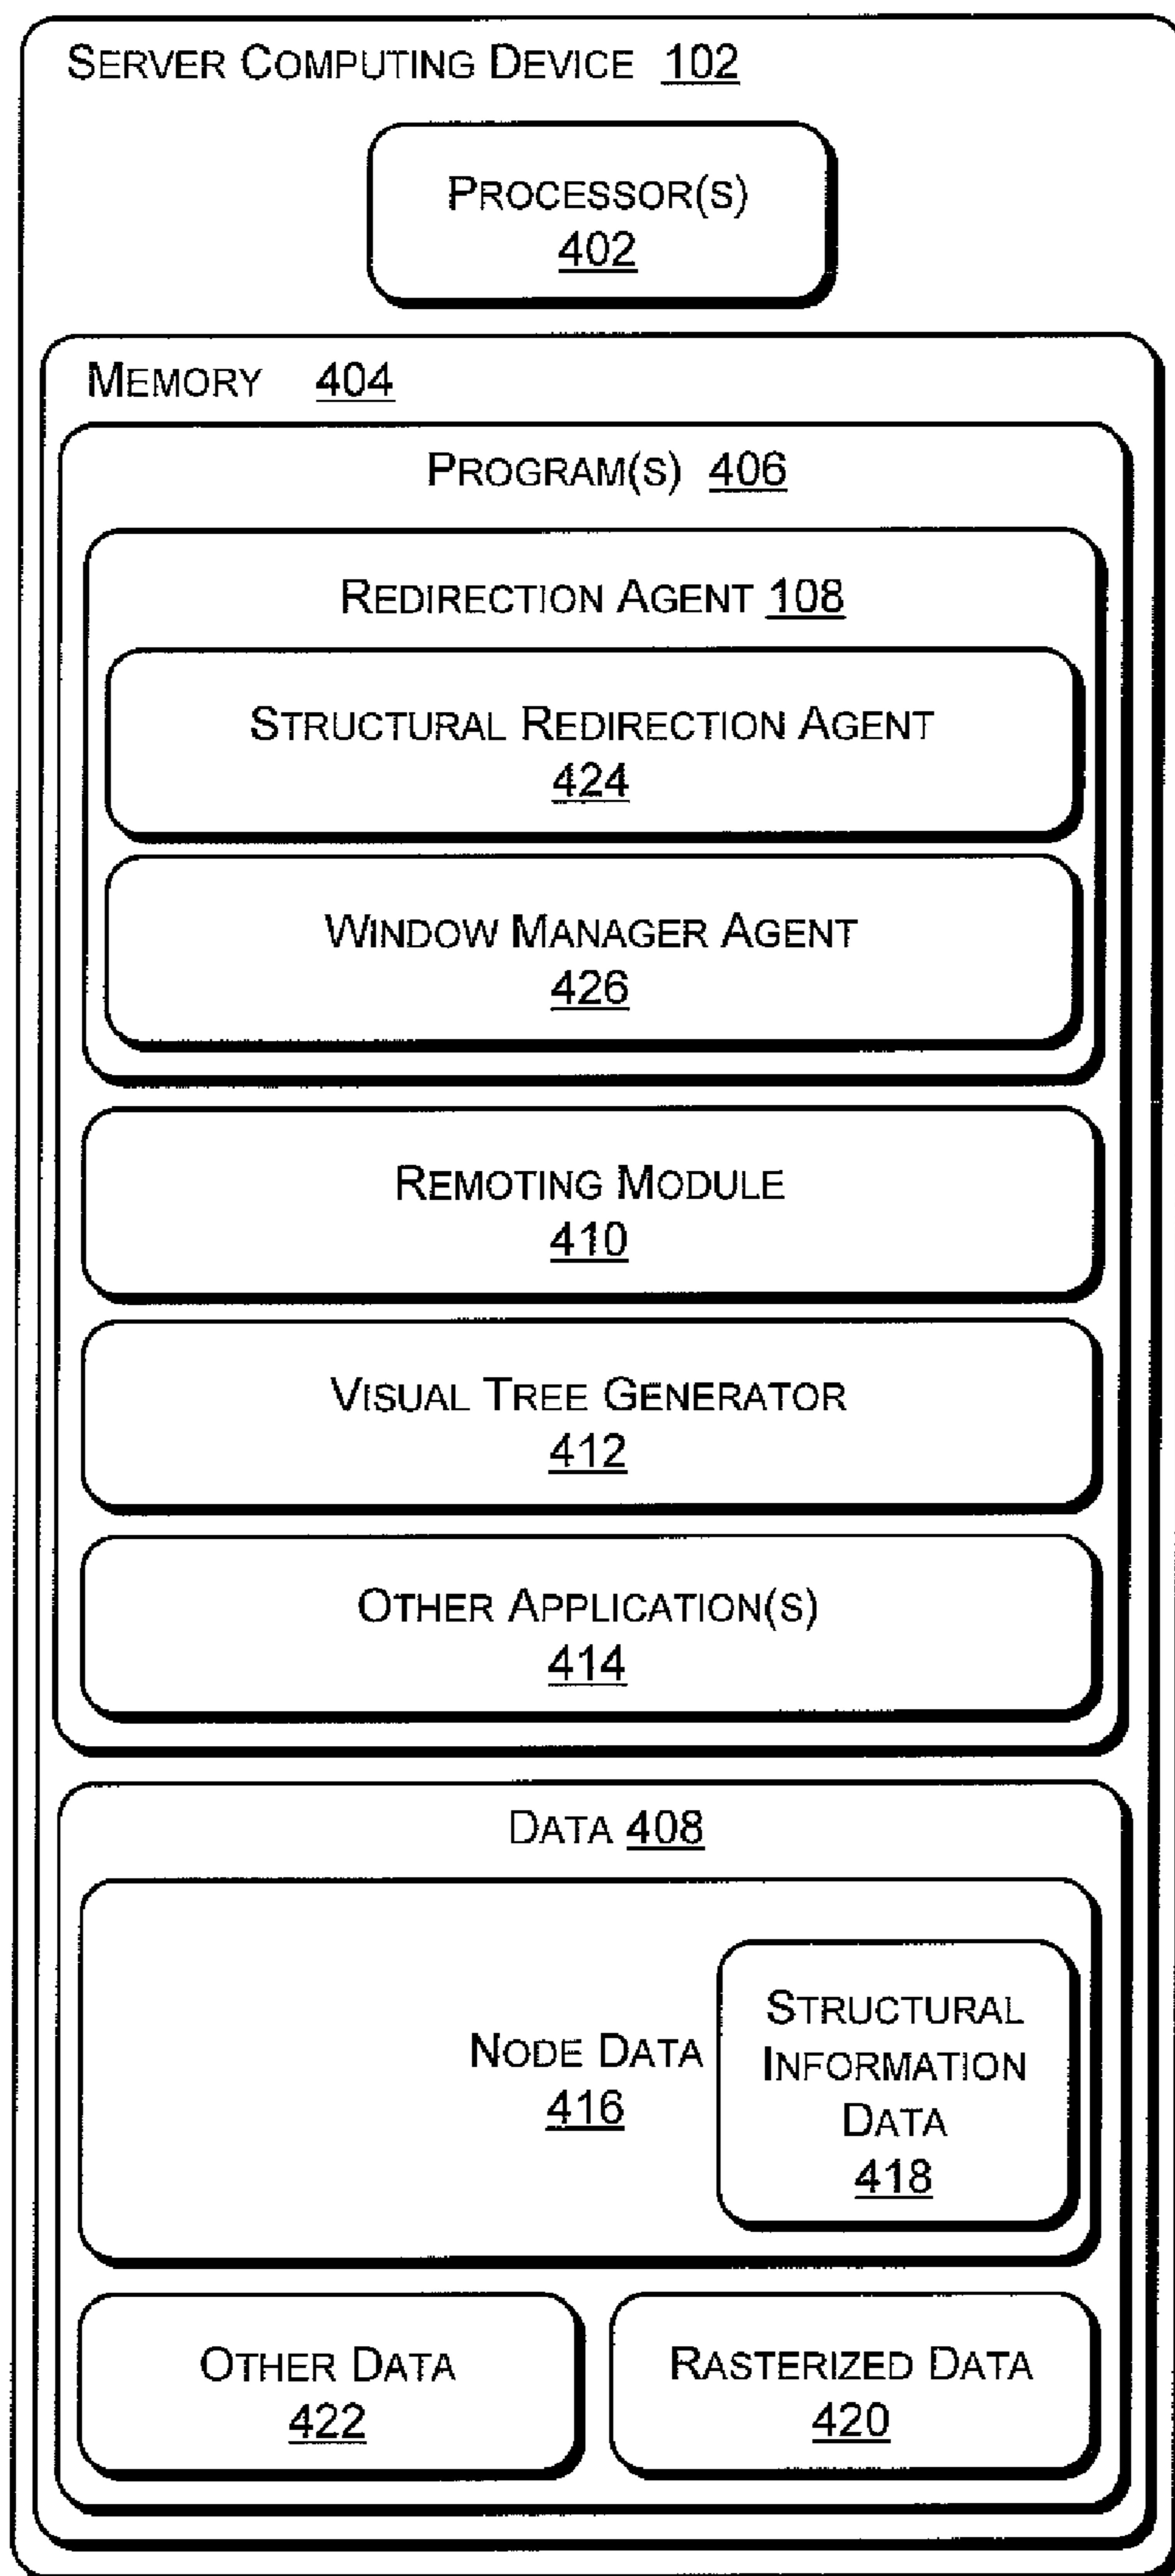 SERVER COMPUTING DEVICE 102
PROCESSOR(S)
402
MEMORY 404
PROGRAM(S) 406
REDIRECTION AGENT 108
STRUCTURAL REDIRECTION AGENT
424
WINDOW MANAGER AGENT
426
REMOTING MODULE
410
VISUAL TREE GENERATOR
412
OTHER APPLICATION(S)
414
DATA 408
NODE DATA
416
STRUCTURAL
INFORMATION
DATA
418
OTHER DATA
422
RASTERIZED DATA
420